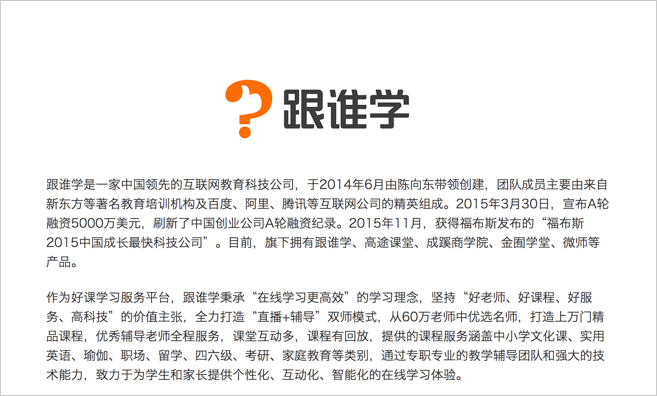 跟谁学
跟谁学是一家中国领先的互联网教育科技公司，于2014年6月由陈向东带领创建，团队成员主要由来自
新东方等著名教育培训机构及百度、阿里、腾讯等互联网公司的精英组成。2015年3月30日，宣布A轮
融资5000万美元，刷新了中国创业公司A轮融资纪录。2015年11月，获得福布斯发布的“福布斯
2015中国成长最快科技公司”。目前，旗下拥有跟谁学、高途课堂、成蹊商学院、金囿学堂、微师等
产品。
作为好课学习服务平台，跟谁学秉承“在线学习更高效”的学习理念，坚持“好老师、好课程、好服
务、高科技”的价值主张，全力打造“直播+辅导”双师模式，从60万老师中优选名师，打造上万门精
品课程，优秀辅导老师全程服务，课堂互动多，课程有回放，提供的课程服务涵盖中小学文化课、实用
英语、瑜伽、职场、留学、四六级、考研、家庭教育等类别，通过专职专业的教学辅导团队和强大的技
术能力，致力于为学生和家长提供个性化、互动化、智能化的在线学习体验。